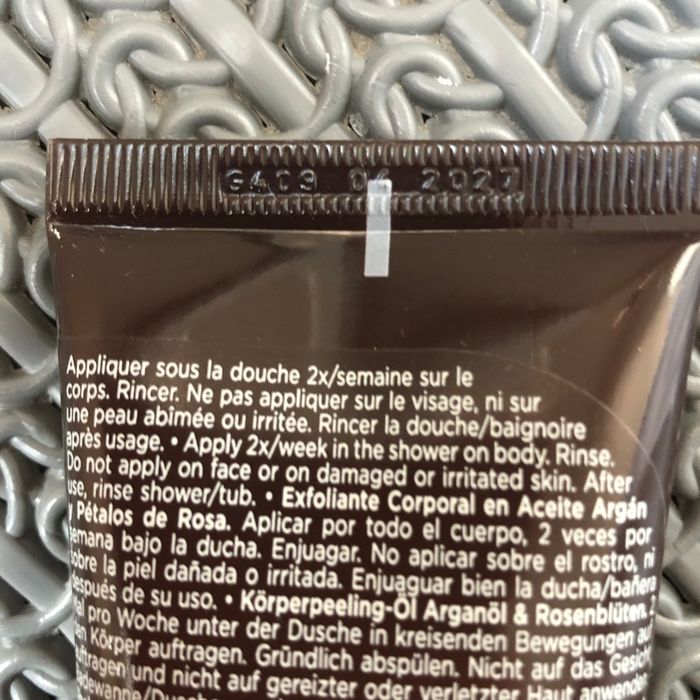 2027
Appliquer sous la douche 2x/semaine sur le
corps. Rincer. Ne pas appliquer sur le visage, ni sur
une peau abîmée ou irritée. Rincer la douche/baignoire
après usage. • Apply 2x/week in the shower on body. Rinse.
Do not apply on face or on damaged or irritated skin. After
use, rinse shower/tub. • Exfoliante Corporal en Aceite Argán
y Pétalos de Rosa. Aplicar por todo el cuerpo, 2 veces por
semana bajo la ducha. Enjuagar. No aplicar sobre el rostro, ni
sobre la piel dañada o irritada. Enjuaguar bien la ducha/bañera
después de su uso. • Körperpeeling-Öl Arganöl & Rosenblüten. 2
Mal pro Woche unter der Dusche in kreisenden Bewegungen auf
den Körper auftragen. Gründlich abspülen. Nicht auf das Gesicht
auftragen und nicht auf gereizter oder verletzter Haut anwenden.